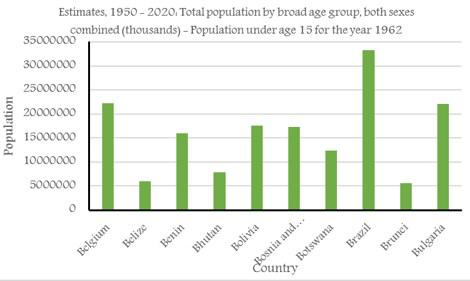 Estimates, 1950 - 2020: Total population by broad age group, both sexes
combined (thousands) - Population under age 15 for the year 1962
Population
35000000
30000000
25000000
20000000
15000000
10000000
5000000
0
Belgium
Belize
Benin
Bhutan
Bolivia
Bosnia and...
Botswana
Brazil
Brunei
Bulgaria
Country